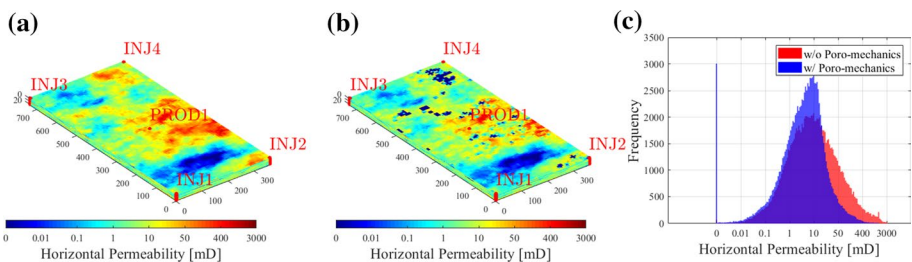 (a)
INJ4
INJ3
0
20
700
600
500
400
300
200
100
0
PROD1
INJ2
INJ1
0
100
200
300
0 0.01 0.1 1 10 50 400 3000
Horizontal Permeability [mD]
(b)
INJ4
INJ3
0
20
700
600
500
400
300
200
100
0
PROD1
INJ2
INJ1
0
100
200
300
0 0.01 0.1 1 10 50 400 3000
Horizontal Permeability [mD]
(c)
w/o Poro-mechanics
w/ Poro-mechanics
Frequency
3500
3000
2500
2000
1500
1000
500
0
0 0.01 0.1 1 10 50 400 3000
Horizontal Permeability [mD]